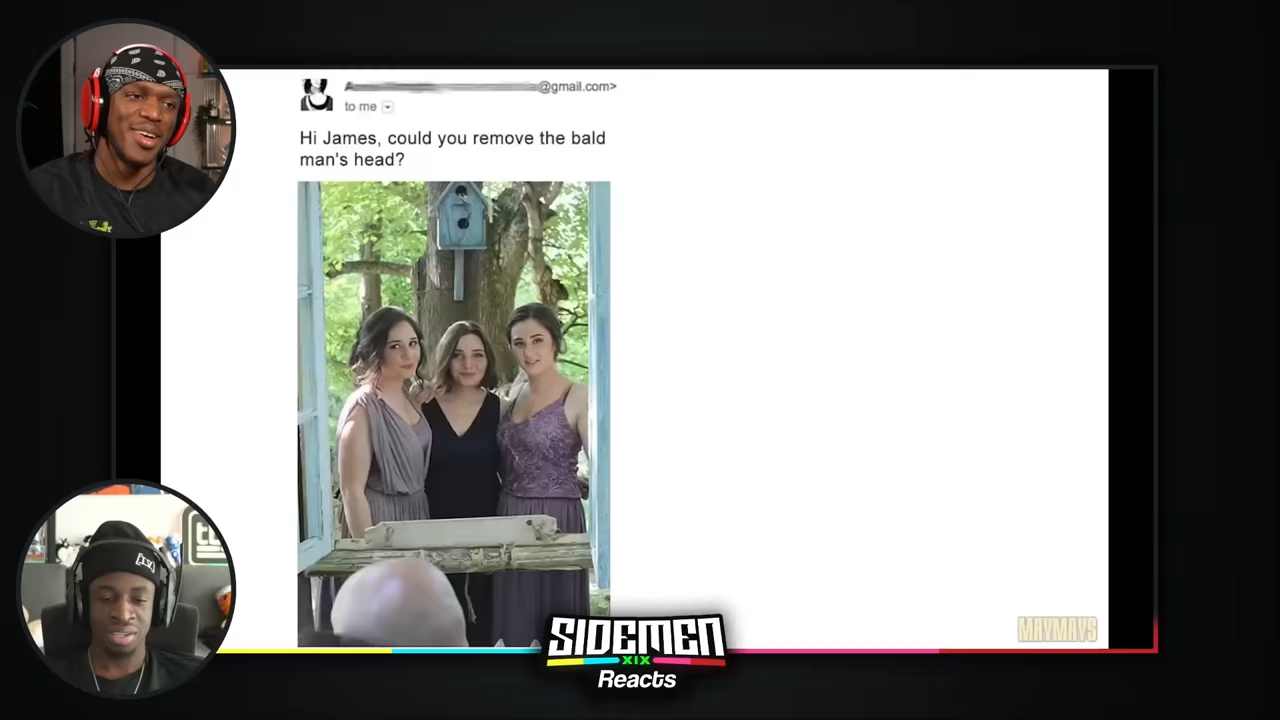 @gmail.com>
to me
Hi James, could you remove the bald
man's head?
MAYMAYS
SIDEMEN
XIX
Reacts